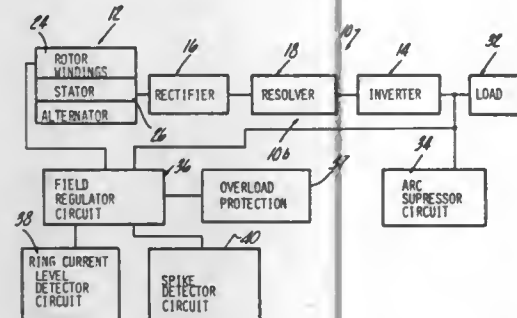 24
12
16
18
10
14
32
ROTOR
WINDINGS
STATOR
ALTERNATOR
26
RECTIFIER
RESOLVER
INVERTER
LOAD
10b
34
ARC
SUPRESSOR
CIRCUIT
36
FIELD
REGULATOR
CIRCUIT
37
OVERLOAD
PROTECTION
38
RING CURRENT
LEVEL
DETECTOR
CIRCUIT
40
SPIKE
DETECTOR
CIRCUIT